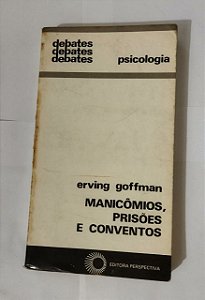 debates
debates
debates psicologia
erving goffman
MANICÔMIOS,
PRISÕES
E CONVENTOS
EDITORA PERSPECTIVA